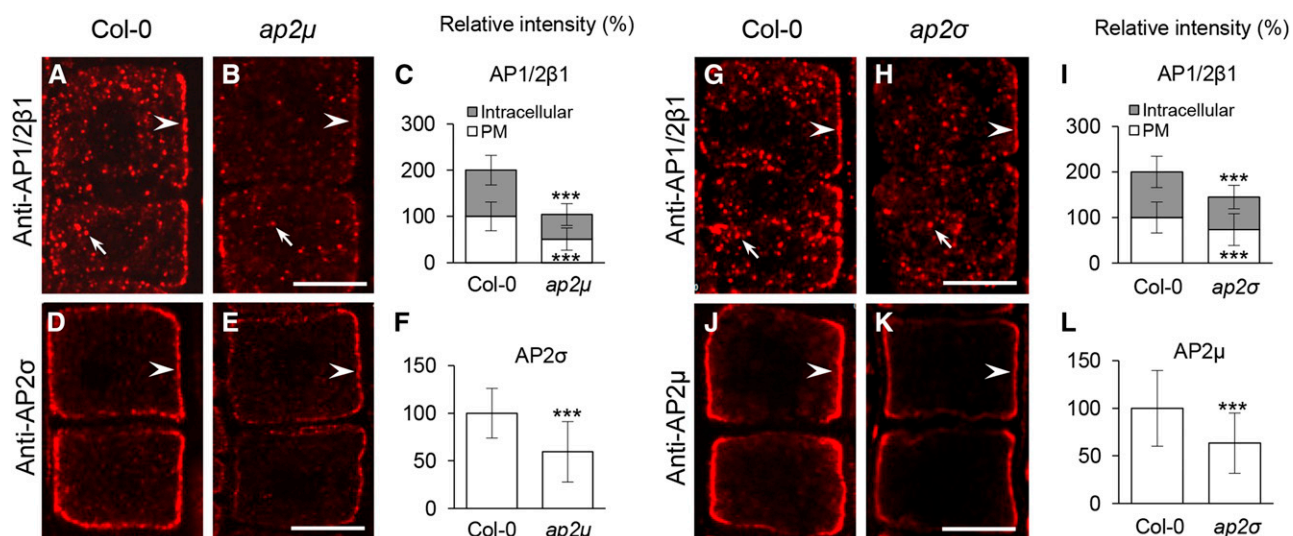 Col-0 ap2μ Relative intensity (%) Col-0 ap2σ Relative intensity (%)
Anti-AP1/2β1
A
B
C
AP1/2β1
Intracellular
PM
300
200
100
0
***
***
Col-0 ap2μ
Anti-AP1/2β1
G
H
I
AP1/2β1
Intracellular
PM
300
200
100
0
***
***
Col-0 ap2σ
Anti-AP2σ
D
E
F
AP2σ
150
100
50
0
***
Col-0 ap2μ
Anti-AP2μ
J
K
L
AP2μ
150
100
50
0
***
Col-0 ap2σ